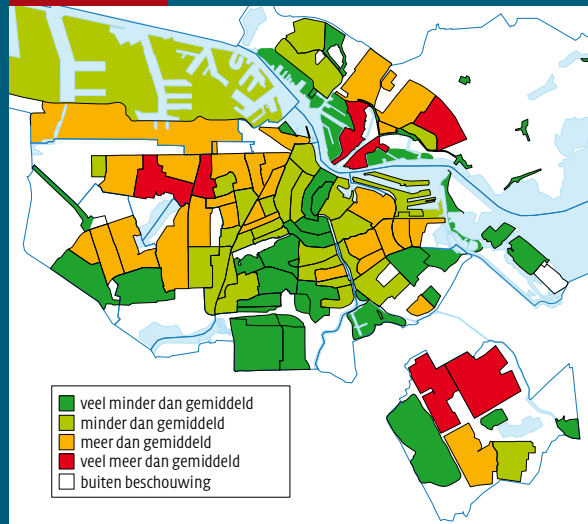 veel minder dan gemiddeld
minder dan gemiddeld
meer dan gemiddeld
veel meer dan gemiddeld
buiten beschouwing